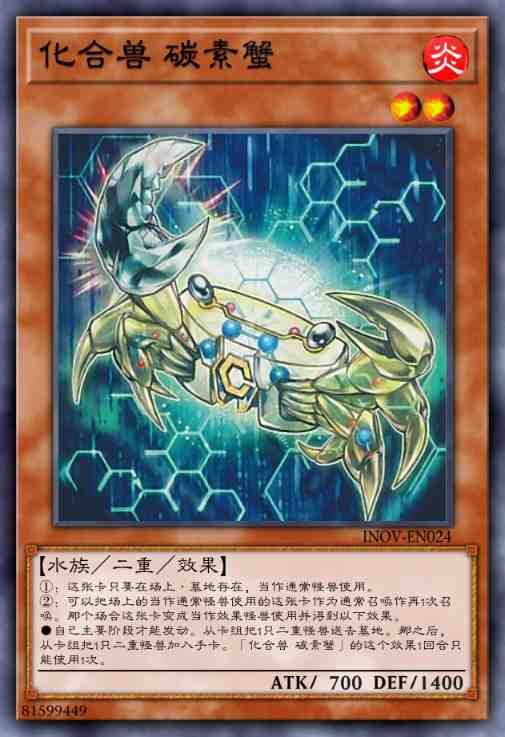 化合兽 碳素蟹
炎
INOV-EN024
【水族／二重／效果】
①：这张卡只要在场上·墓地存在，当作通常怪兽使用。
②：可以把场上的当作通常怪兽使用的这张卡作为通常召唤作再1次召
唤。那个场合这张卡变成当作效果怪兽使用并得到以下效果。
●自己主要阶段才能发动。从卡组把1只二重怪兽送去墓地。那之后，
从卡组把1只二重怪兽加入手卡。「化合兽 碳素蟹」的这个效果1回合只
能使用1次。
ATK/ 700 DEF/1400
81599449